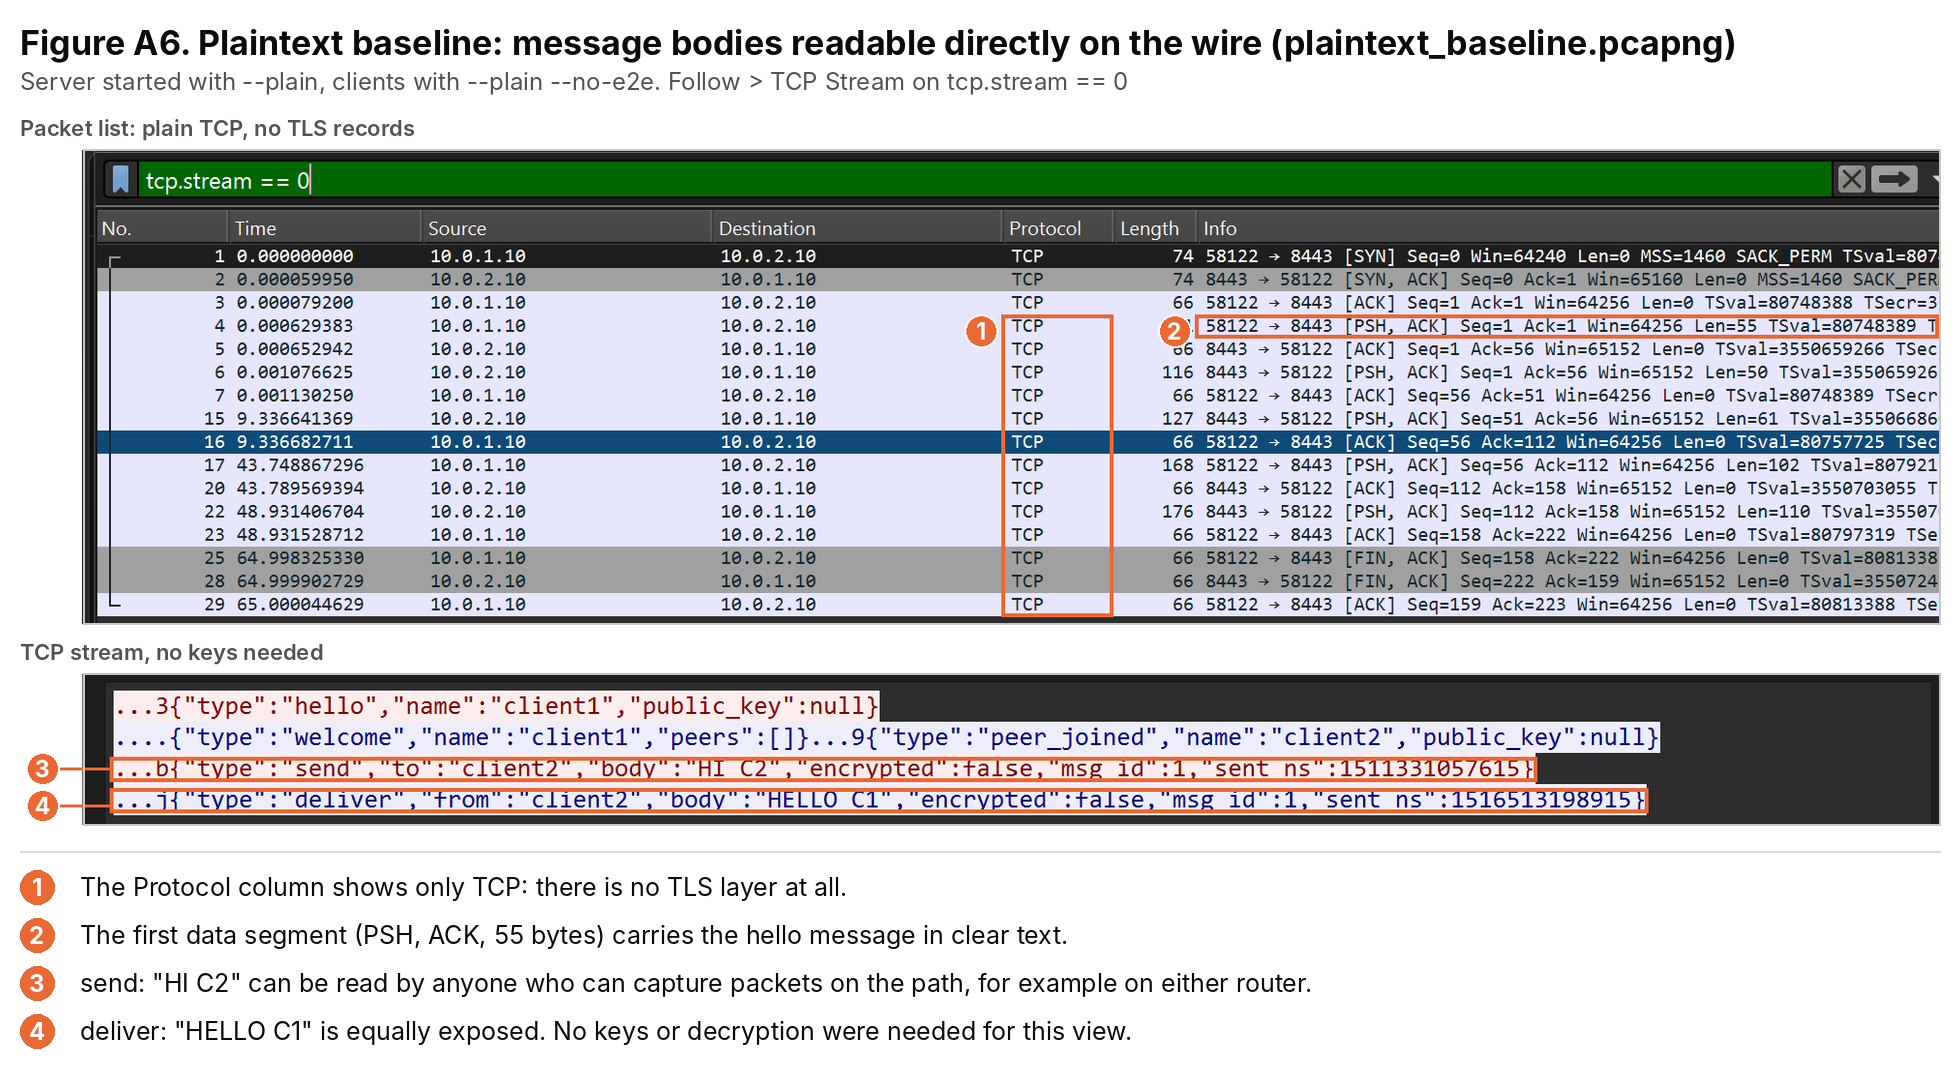 Figure A6. Plaintext baseline: message bodies readable directly on the wire (plaintext_baseline.pcapng)
Server started with --plain, clients with --plain --no-e2e. Follow > TCP Stream on tcp.stream == 0
Packet list: plain TCP, no TLS records
tcp.stream == 0
No. Time Source Destination Protocol Length Info
1 0.000000000 10.0.1.10 10.0.2.10 TCP 74 58122 → 8443 [SYN] Seq=0 Win=64240 Len=0 MSS=1460 SACK_PERM TSval=807
2 0.000059950 10.0.2.10 10.0.1.10 TCP 74 8443 → 58122 [SYN, ACK] Seq=0 Ack=1 Win=65160 Len=0 MSS=1460 SACK_PER
3 0.000079200 10.0.1.10 10.0.2.10 TCP 66 58122 → 8443 [ACK] Seq=1 Ack=1 Win=64256 Len=0 TSval=80748388 TSecr=3
1
4 0.000629383 10.0.1.10 10.0.2.10 TCP 2 58122 → 8443 [PSH, ACK] Seq=1 Ack=1 Win=64256 Len=55 TSval=80748389 T
5 0.000652942 10.0.2.10 10.0.1.10 TCP 66 8443 → 58122 [ACK] Seq=1 Ack=56 Win=65152 Len=0 TSval=3550659266 TSec
6 0.001076625 10.0.2.10 10.0.1.10 TCP 116 8443 → 58122 [PSH, ACK] Seq=1 Ack=56 Win=65152 Len=50 TSval=355065926
7 0.001130250 10.0.1.10 10.0.2.10 TCP 66 58122 → 8443 [ACK] Seq=56 Ack=51 Win=64256 Len=0 TSval=80748389 TSecr
15 9.336641369 10.0.2.10 10.0.1.10 TCP 127 8443 → 58122 [PSH, ACK] Seq=51 Ack=56 Win=65152 Len=61 TSval=355066860
16 9.336682711 10.0.1.10 10.0.2.10 TCP 66 58122 → 8443 [ACK] Seq=56 Ack=112 Win=64256 Len=0 TSval=80757725 TSec
17 43.748867296 10.0.1.10 10.0.2.10 TCP 168 58122 → 8443 [PSH, ACK] Seq=56 Ack=112 Win=64256 Len=102 TSval=807921
20 43.789569394 10.0.2.10 10.0.1.10 TCP 66 8443 → 58122 [ACK] Seq=112 Ack=158 Win=65152 Len=0 TSval=3550703055 T
22 48.931406704 10.0.2.10 10.0.1.10 TCP 176 8443 → 58122 [PSH, ACK] Seq=112 Ack=158 Win=65152 Len=110 TSval=35507
23 48.931528712 10.0.1.10 10.0.2.10 TCP 66 58122 → 8443 [ACK] Seq=158 Ack=222 Win=64256 Len=0 TSval=80797319 TSe
25 64.998325330 10.0.1.10 10.0.2.10 TCP 66 58122 → 8443 [FIN, ACK] Seq=158 Ack=222 Win=64256 Len=0 TSval=8081338
28 64.999902729 10.0.2.10 10.0.1.10 TCP 66 8443 → 58122 [FIN, ACK] Seq=222 Ack=159 Win=65152 Len=0 TSval=3550724
29 65.000044629 10.0.1.10 10.0.2.10 TCP 66 58122 → 8443 [ACK] Seq=159 Ack=223 Win=64256 Len=0 TSval=80813388 TSe
TCP stream, no keys needed
...3{"type":"hello","name":"client1","public_key":null}
....{"type":"welcome","name":"client1","peers":[]}...9{"type":"peer_joined","name":"client2","public_key":null}
3 ...b{"type":"send","to":"client2","body":"HI C2","encrypted":false,"msg_id":1,"sent_ns":1511331057615}
4 ...j{"type":"deliver","from":"client2","body":"HELLO C1","encrypted":false,"msg_id":1,"sent_ns":1516513198915}
1 The Protocol column shows only TCP: there is no TLS layer at all.
2 The first data segment (PSH, ACK, 55 bytes) carries the hello message in clear text.
3 send: "HI C2" can be read by anyone who can capture packets on the path, for example on either router.
4 deliver: "HELLO C1" is equally exposed. No keys or decryption were needed for this view.